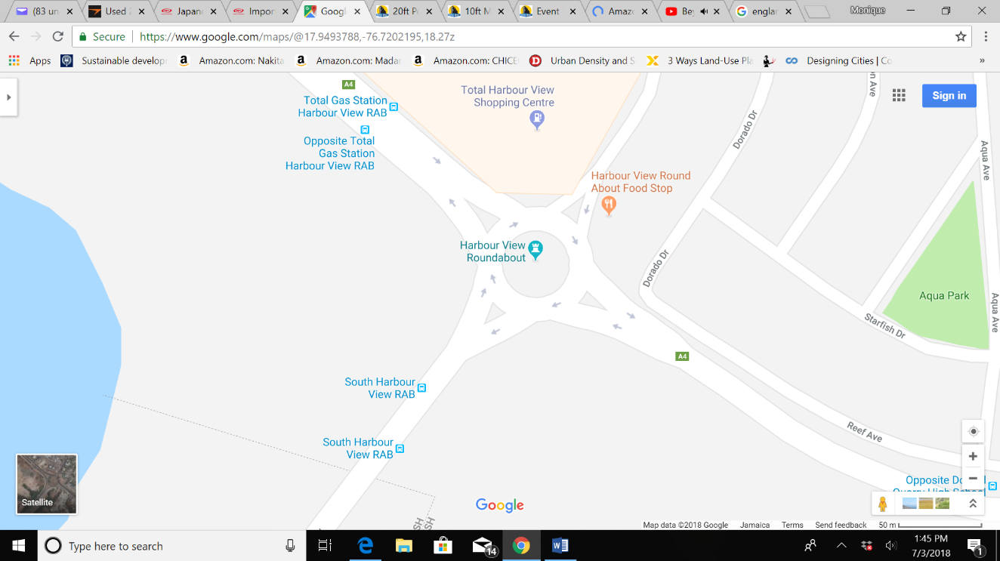 (83 un
Used 2
Japane
Impor
Googl
20ft P
10ft M
Event
Amaz
Be
englar
Monique
Secure https://www.google.com/maps/@17.9493788,-76.7202195,18.27z
Apps
Sustainable develop
Amazon.com: Nakita
Amazon.com: Madar
Amazon.com: CHICE
Urban Density and S
3 Ways Land-Use Pla
Designing Cities | Co
»
A4
Total Gas Station
Harbour View RAB
Opposite Total
Gas Station
Harbour View RAB
Total Harbour View
Shopping Centre
Sign in
n Ave
Dorado Dr
Aqua Ave
Harbour View Round
About Food Stop
Harbour View
Roundabout
Dorado Dr
Aqua Park
Aqua Ave
Starfish Dr
A4
South Harbour
View RAB
South Harbour
View RAB
Reef Ave
Opposite Do
Quarry High School
Satellite
Google
Map data ©2018 Google Jamaica Terms Send feedback 50 m
Type here to search
14
1:45 PM
7/3/2018
1